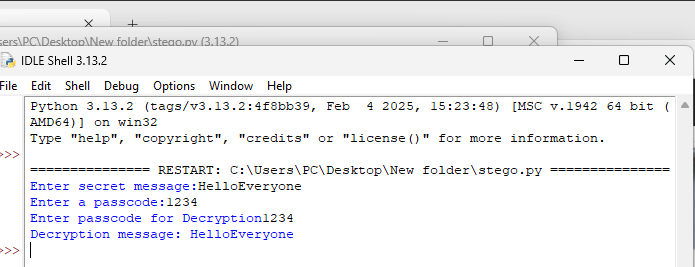 ers\PC\Desktop\New folder\stego.py (3.13.2)
IDLE Shell 3.13.2
File Edit Shell Debug Options Window Help
Python 3.13.2 (tags/v3.13.2:4f8bb39, Feb  4 2025, 15:23:48) [MSC v.1942 64 bit (
AMD64)] on win32
Type "help", "copyright", "credits" or "license()" for more information.
>>>
=============== RESTART: C:\Users\PC\Desktop\New folder\stego.py ===============
Enter secret message:HelloEveryone
Enter a passcode:1234
Enter passcode for Decryption1234
Decryption message: HelloEveryone
>>>